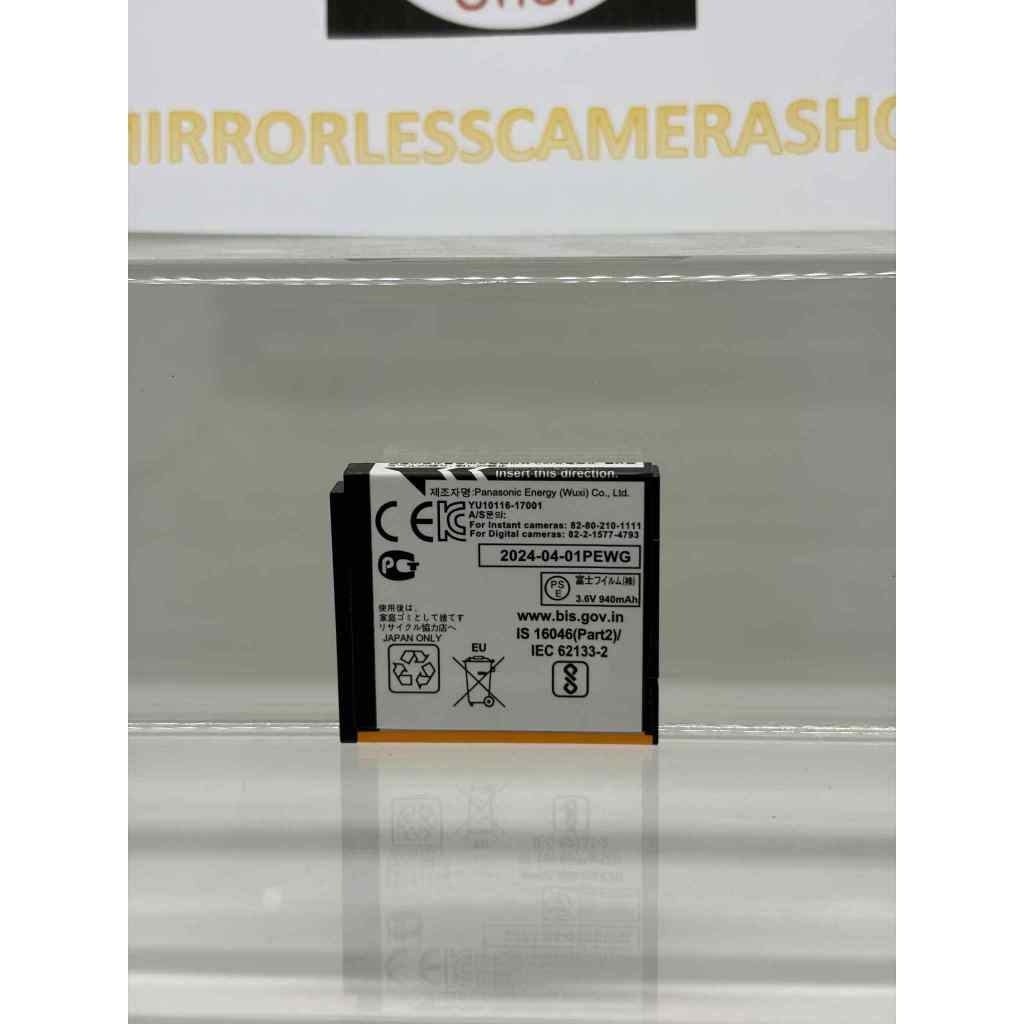 MIRRORLESSCAMERASHO
Insert this direction.
제조자명:Panasonic Energy (Wuxi) Co., Ltd.
YU10116-17001
A/S문의:
For Instant cameras: 82-80-210-1111
For Digital cameras: 82-2-1577-4793
2024-04-01PEWG
PS
E
富士フイルム(株)
3.6V 940mAh
www.bis.gov.in
IS 16046(Part2)/
IEC 62133-2
使用後は、
家庭ゴミとして捨てず
リサイクル協力店へ
JAPAN ONLY
EU